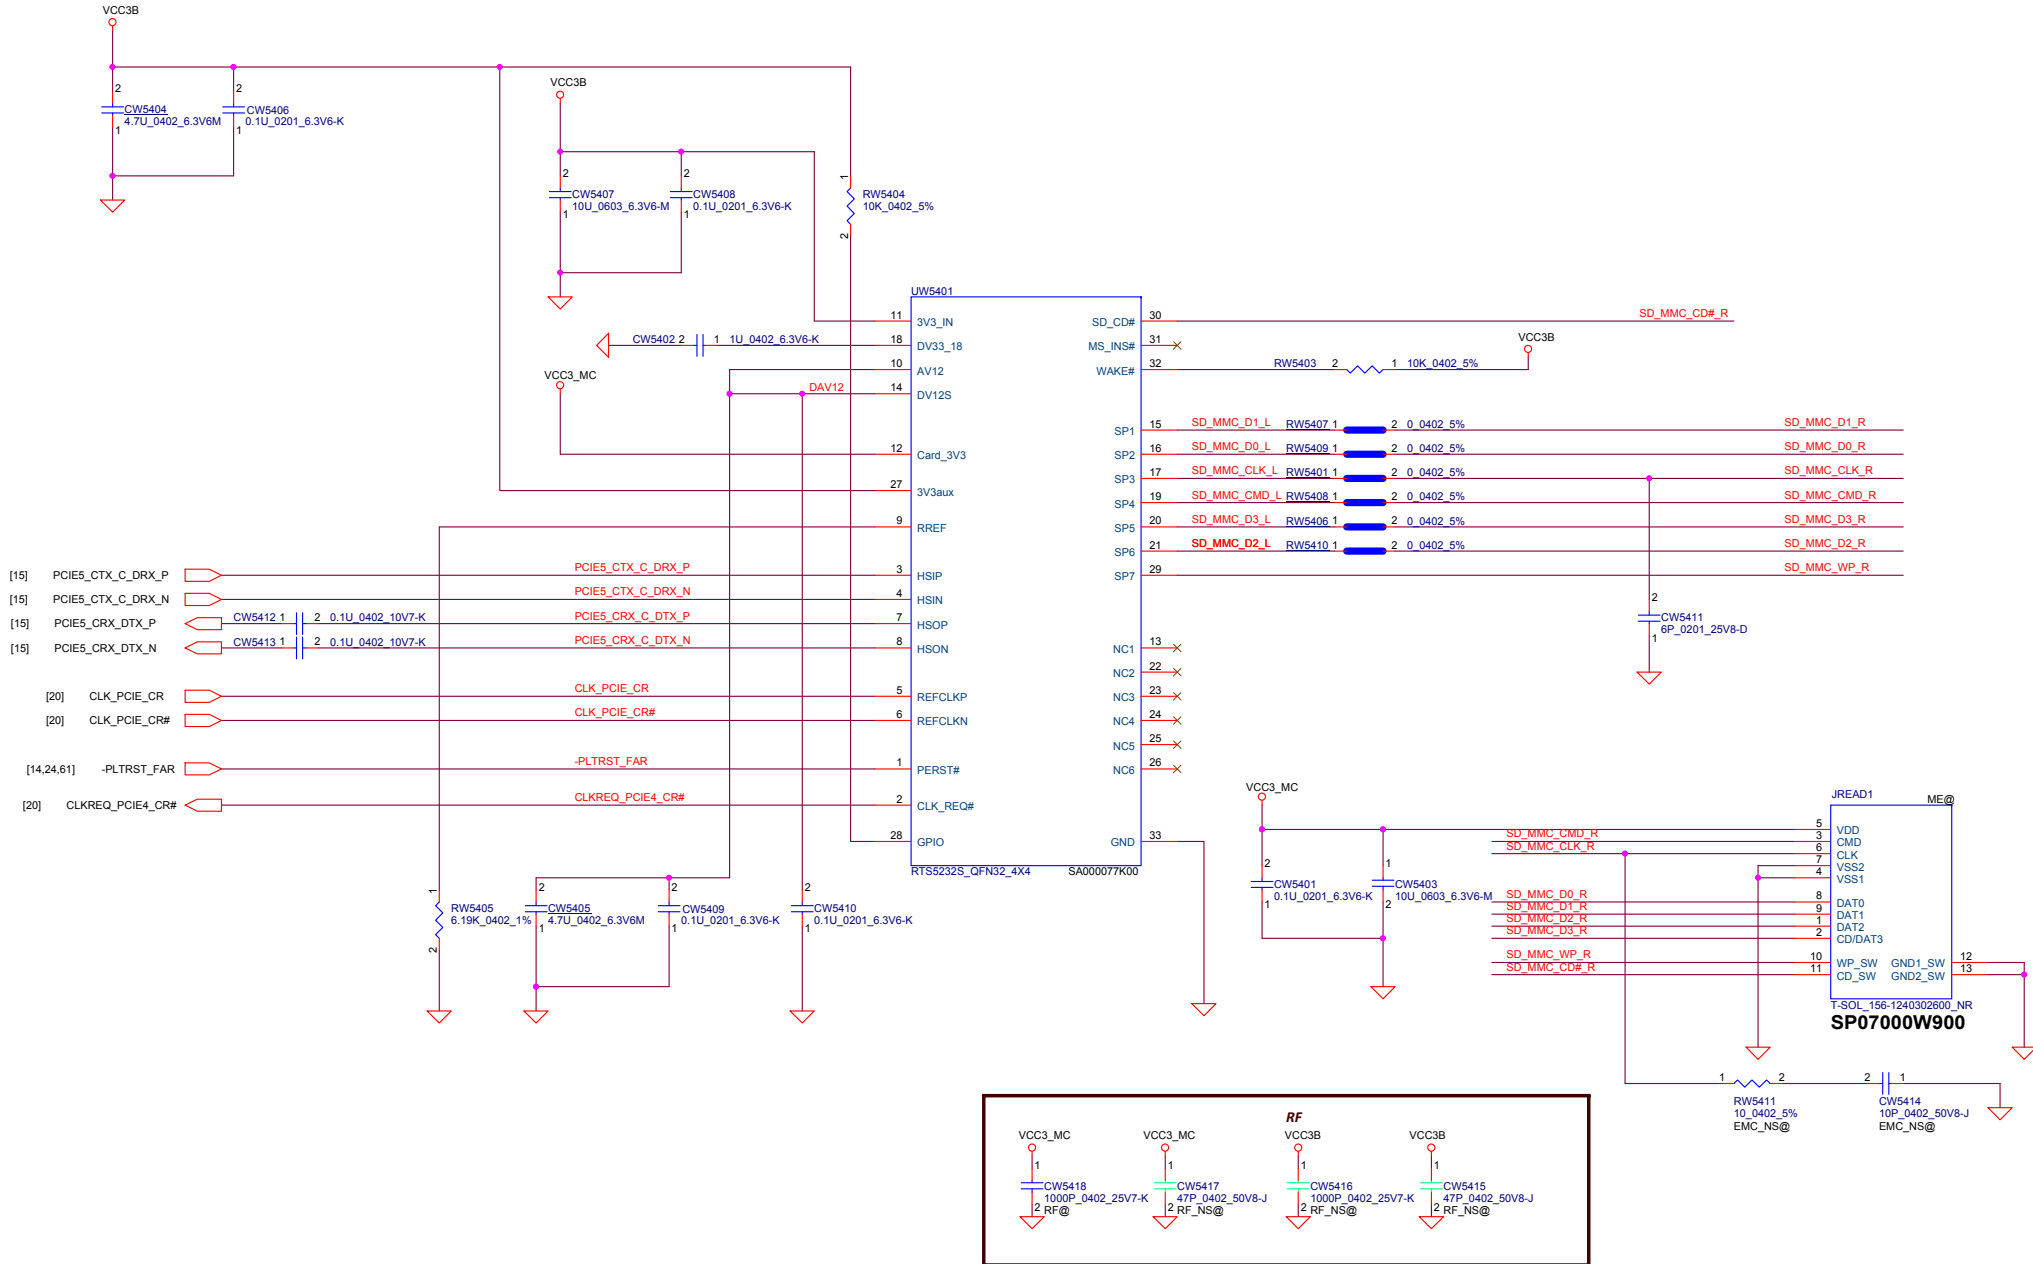 VCC3B
2
CW5404
4.7U_0402_6.3V6M
1
2
CW5406
0.1U_0201_6.3V6-K
1
VCC3B
2
CW5407
10U_0603_6.3V6-M
1
2
CW5408
0.1U_0201_6.3V6-K
1
1
RW5404
10K_0402_5%
2
CW5402 2 1 1U_0402_6.3V6-K
VCC3_MC
DAV12
UW5401
11 3V3_IN
18 DV33_18
10 AV12
14 DV12S
12 Card_3V3
27 3V3aux
9 RREF
3 HSIP
4 HSIN
7 HSOP
8 HSON
5 REFCLKP
6 REFCLKN
1 PERST#
2 CLK_REQ#
28 GPIO
SD_CD# 30
MS_INS# 31
WAKE# 32
SP1 15
SP2 16
SP3 17
SP4 19
SP5 20
SP6 21
SP7 29
NC1 13
NC2 22
NC3 23
NC4 24
NC5 25
NC6 26
GND 33
RTS5232S_QFN32_4X4 SA000077K00
SD_MMC_CD#_R
VCC3B
RW5403 2 1 10K_0402_5%
SD_MMC_D1_L RW5407 1 2 0_0402_5% SD_MMC_D1_R
SD_MMC_D0_L RW5409 1 2 0_0402_5% SD_MMC_D0_R
SD_MMC_CLK_L RW5401 1 2 0_0402_5% SD_MMC_CLK_R
SD_MMC_CMD_L RW5408 1 2 0_0402_5% SD_MMC_CMD_R
SD_MMC_D3_L RW5406 1 2 0_0402_5% SD_MMC_D3_R
SD_MMC_D2_L RW5410 1 2 0_0402_5% SD_MMC_D2_R
SD_MMC_WP_R
2
CW5411
6P_0201_25V8-D
1
[15] PCIE5_CTX_C_DRX_P PCIE5_CTX_C_DRX_P
[15] PCIE5_CTX_C_DRX_N PCIE5_CTX_C_DRX_N
[15] PCIE5_CRX_DTX_P CW5412 1 2 0.1U_0402_10V7-K PCIE5_CRX_C_DTX_P
[15] PCIE5_CRX_DTX_N CW5413 1 2 0.1U_0402_10V7-K PCIE5_CRX_C_DTX_N
[20] CLK_PCIE_CR CLK_PCIE_CR
[20] CLK_PCIE_CR# CLK_PCIE_CR#
[14,24,61] -PLTRST_FAR -PLTRST_FAR
[20] CLKREQ_PCIE4_CR# CLKREQ_PCIE4_CR#
1
RW5405
6.19K_0402_1%
2
2
CW5405
4.7U_0402_6.3V6M
1
2
CW5409
0.1U_0201_6.3V6-K
1
2
CW5410
0.1U_0201_6.3V6-K
1
VCC3_MC
2
CW5401
0.1U_0201_6.3V6-K
1
1
CW5403
10U_0603_6.3V6-M
2
JREAD1 ME@
5 VDD
SD_MMC_CMD_R 3 CMD
SD_MMC_CLK_R 6 CLK
7 VSS2
4 VSS1
SD_MMC_D0_R 8 DAT0
SD_MMC_D1_R 9 DAT1
SD_MMC_D2_R 1 DAT2
SD_MMC_D3_R 2 CD/DAT3
SD_MMC_WP_R 10 WP_SW GND1_SW 12
SD_MMC_CD#_R 11 CD_SW GND2_SW 13
T-SOL_156-1240302600_NR
SP07000W900
1 2
RW5411
10_0402_5%
EMC_NS@
2 1
CW5414
10P_0402_50V8-J
EMC_NS@
RF
VCC3_MC
1
CW5418
1000P_0402_25V7-K
2 RF@
VCC3_MC
1
CW5417
47P_0402_50V8-J
2 RF_NS@
VCC3B
1
CW5416
1000P_0402_25V7-K
2 RF_NS@
VCC3B
1
CW5415
47P_0402_50V8-J
2 RF_NS@